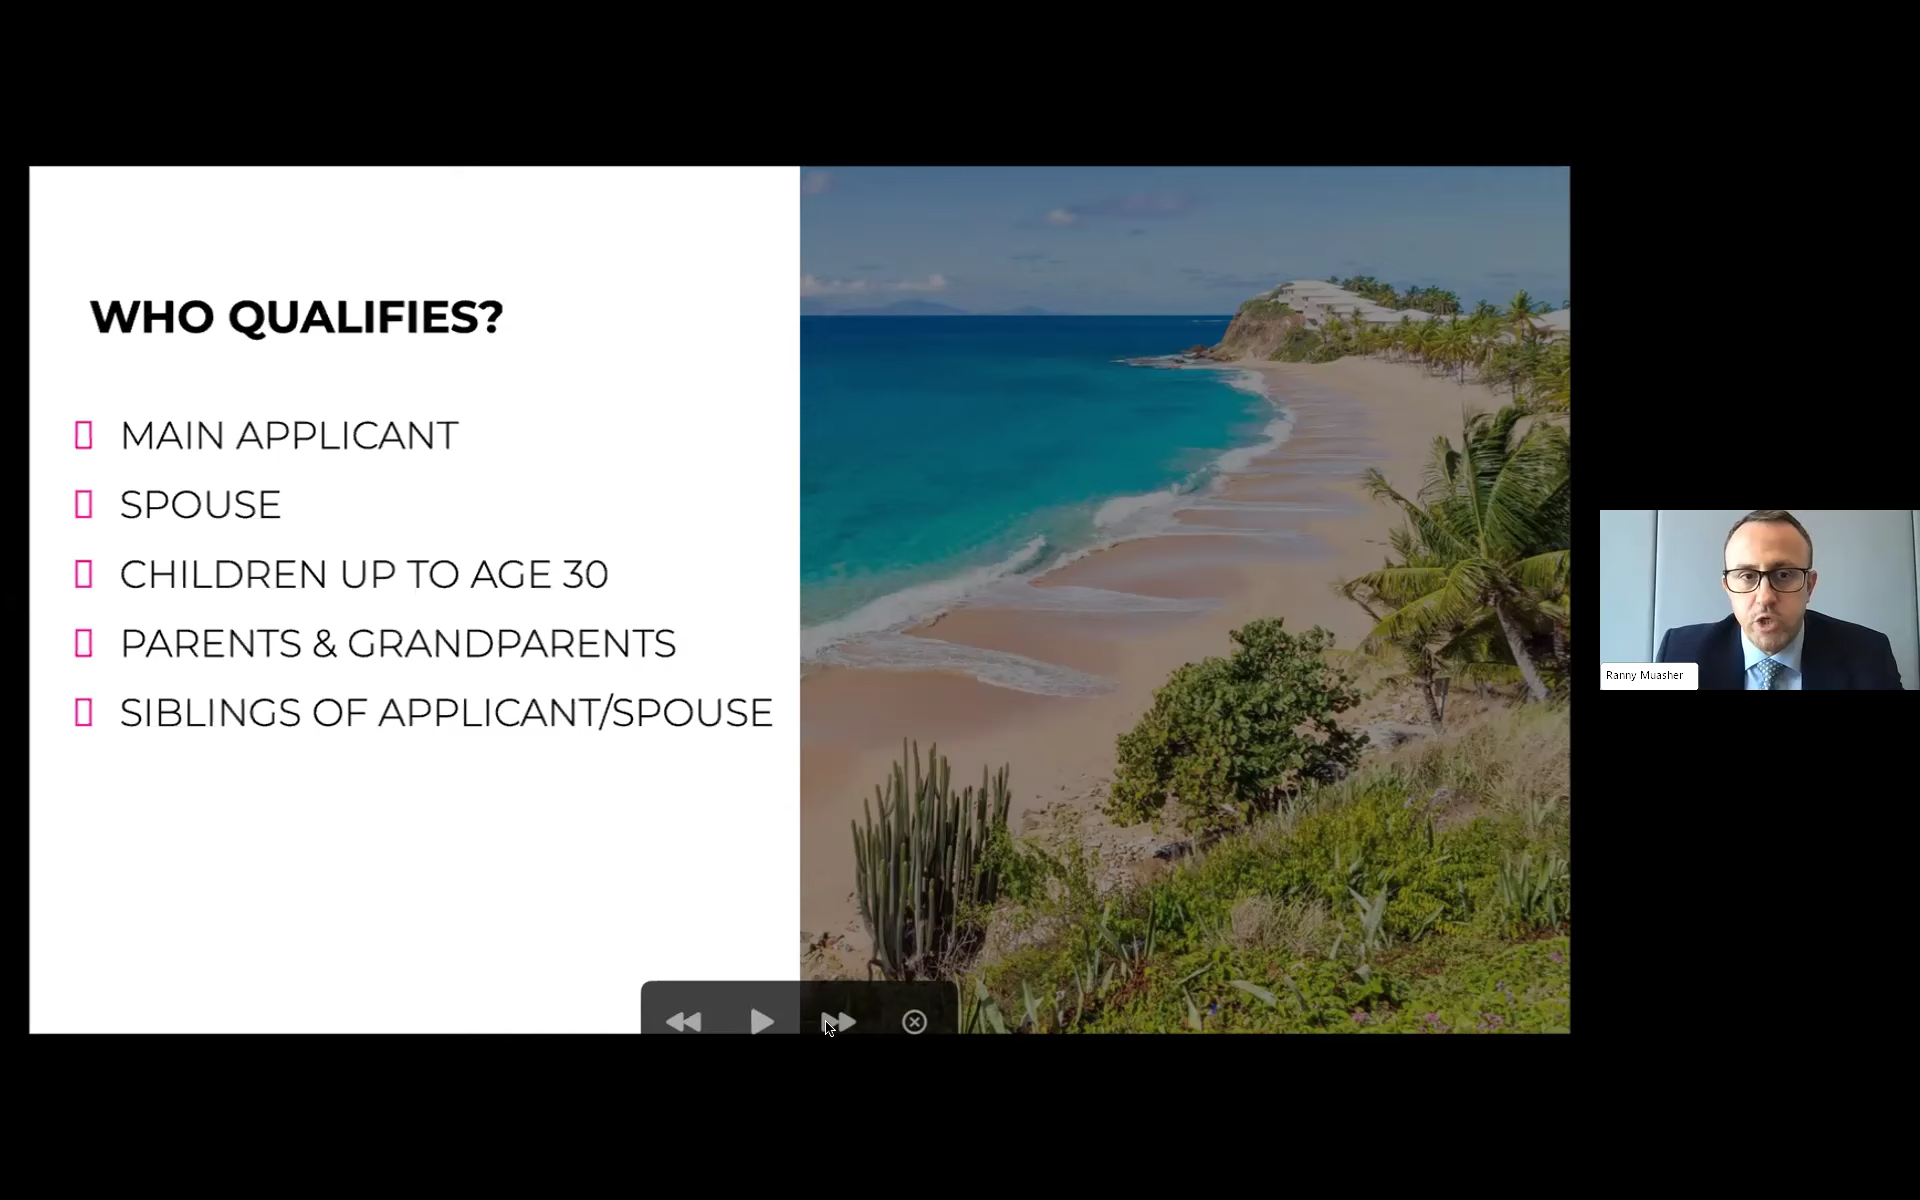 WHO QUALIFIES?
MAIN APPLICANT
SPOUSE
CHILDREN UP TO AGE 30
PARENTS & GRANDPARENTS
SIBLINGS OF APPLICANT/SPOUSE
Ranny Muasher